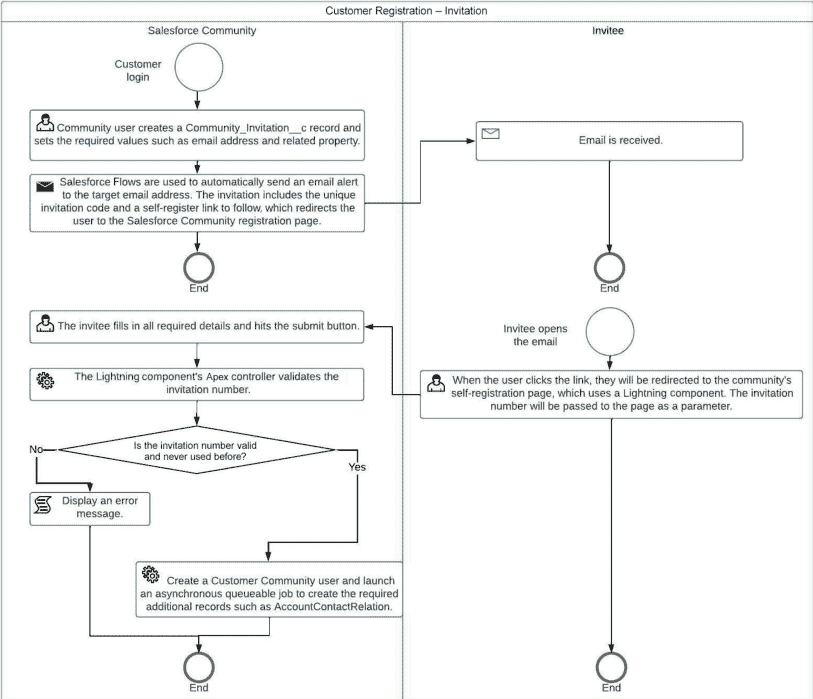 Customer Registration – Invitation
Salesforce Community
Invitee
Customer
login
Community user creates a Community_Invitation__c record and
sets the required values such as email address and related property.
Email is received.
Salesforce Flows are used to automatically send an email alert
to the target email address. The invitation includes the unique
invitation code and a self-register link to follow, which redirects the
user to the Salesforce Community registration page.
End
End
Invitee opens
the email
The invitee fills in all required details and hits the submit button.
When the user clicks the link, they will be redirected to the community's
self-registration page, which uses a Lightning component. The invitation
number will be passed to the page as a parameter.
The Lightning component's Apex controller validates the
invitation number.
Is the invitation number valid
and never used before?
No
Yes
Display an error
message.
Create a Customer Community user and launch
an asynchronous queueable job to create the required
additional records such as AccountContactRelation.
End
End